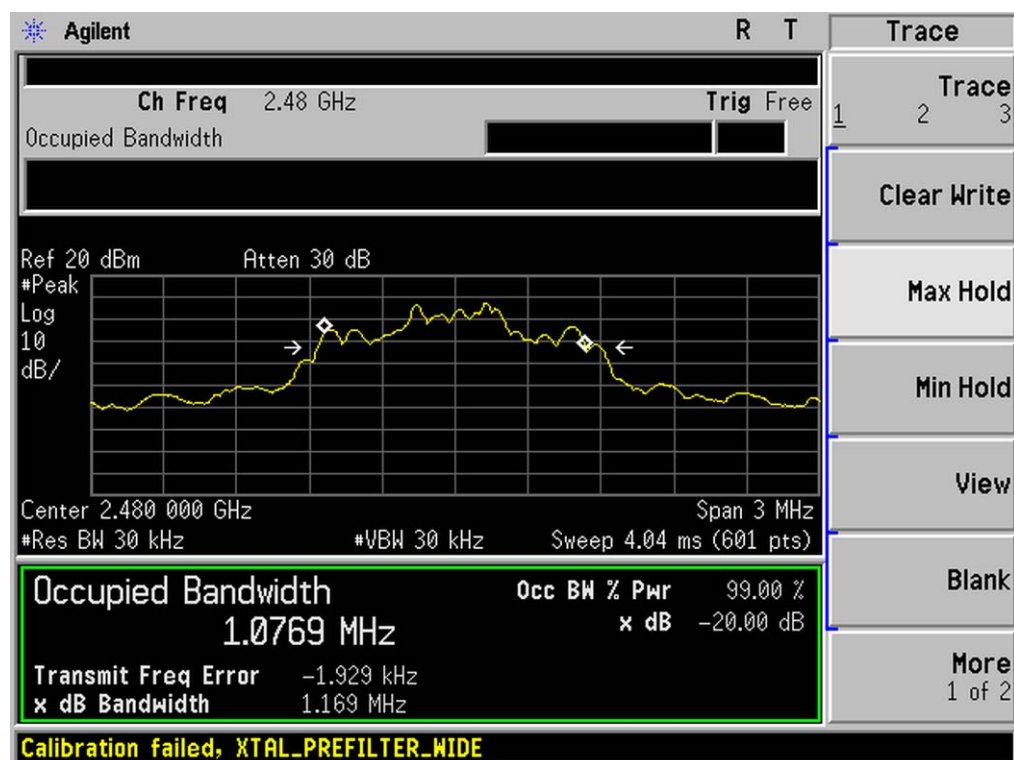 Agilent R T Trace
Ch Freq 2.48 GHz Trig Free
Occupied Bandwidth
Trace
1 2 3
Clear Write
Ref 20 dBm Atten 30 dB
#Peak
Log
10
dB/
Max Hold
Min Hold
View
Center 2.480 000 GHz Span 3 MHz
#Res BW 30 kHz #VBW 30 kHz Sweep 4.04 ms (601 pts)
Occupied Bandwidth
1.0769 MHz
Occ BW % Pwr 99.00 %
x dB -20.00 dB
Transmit Freq Error -1.929 kHz
x dB Bandwidth 1.169 MHz
Blank
More
1 of 2
Calibration failed, XTAL_PREFILTER_WIDE